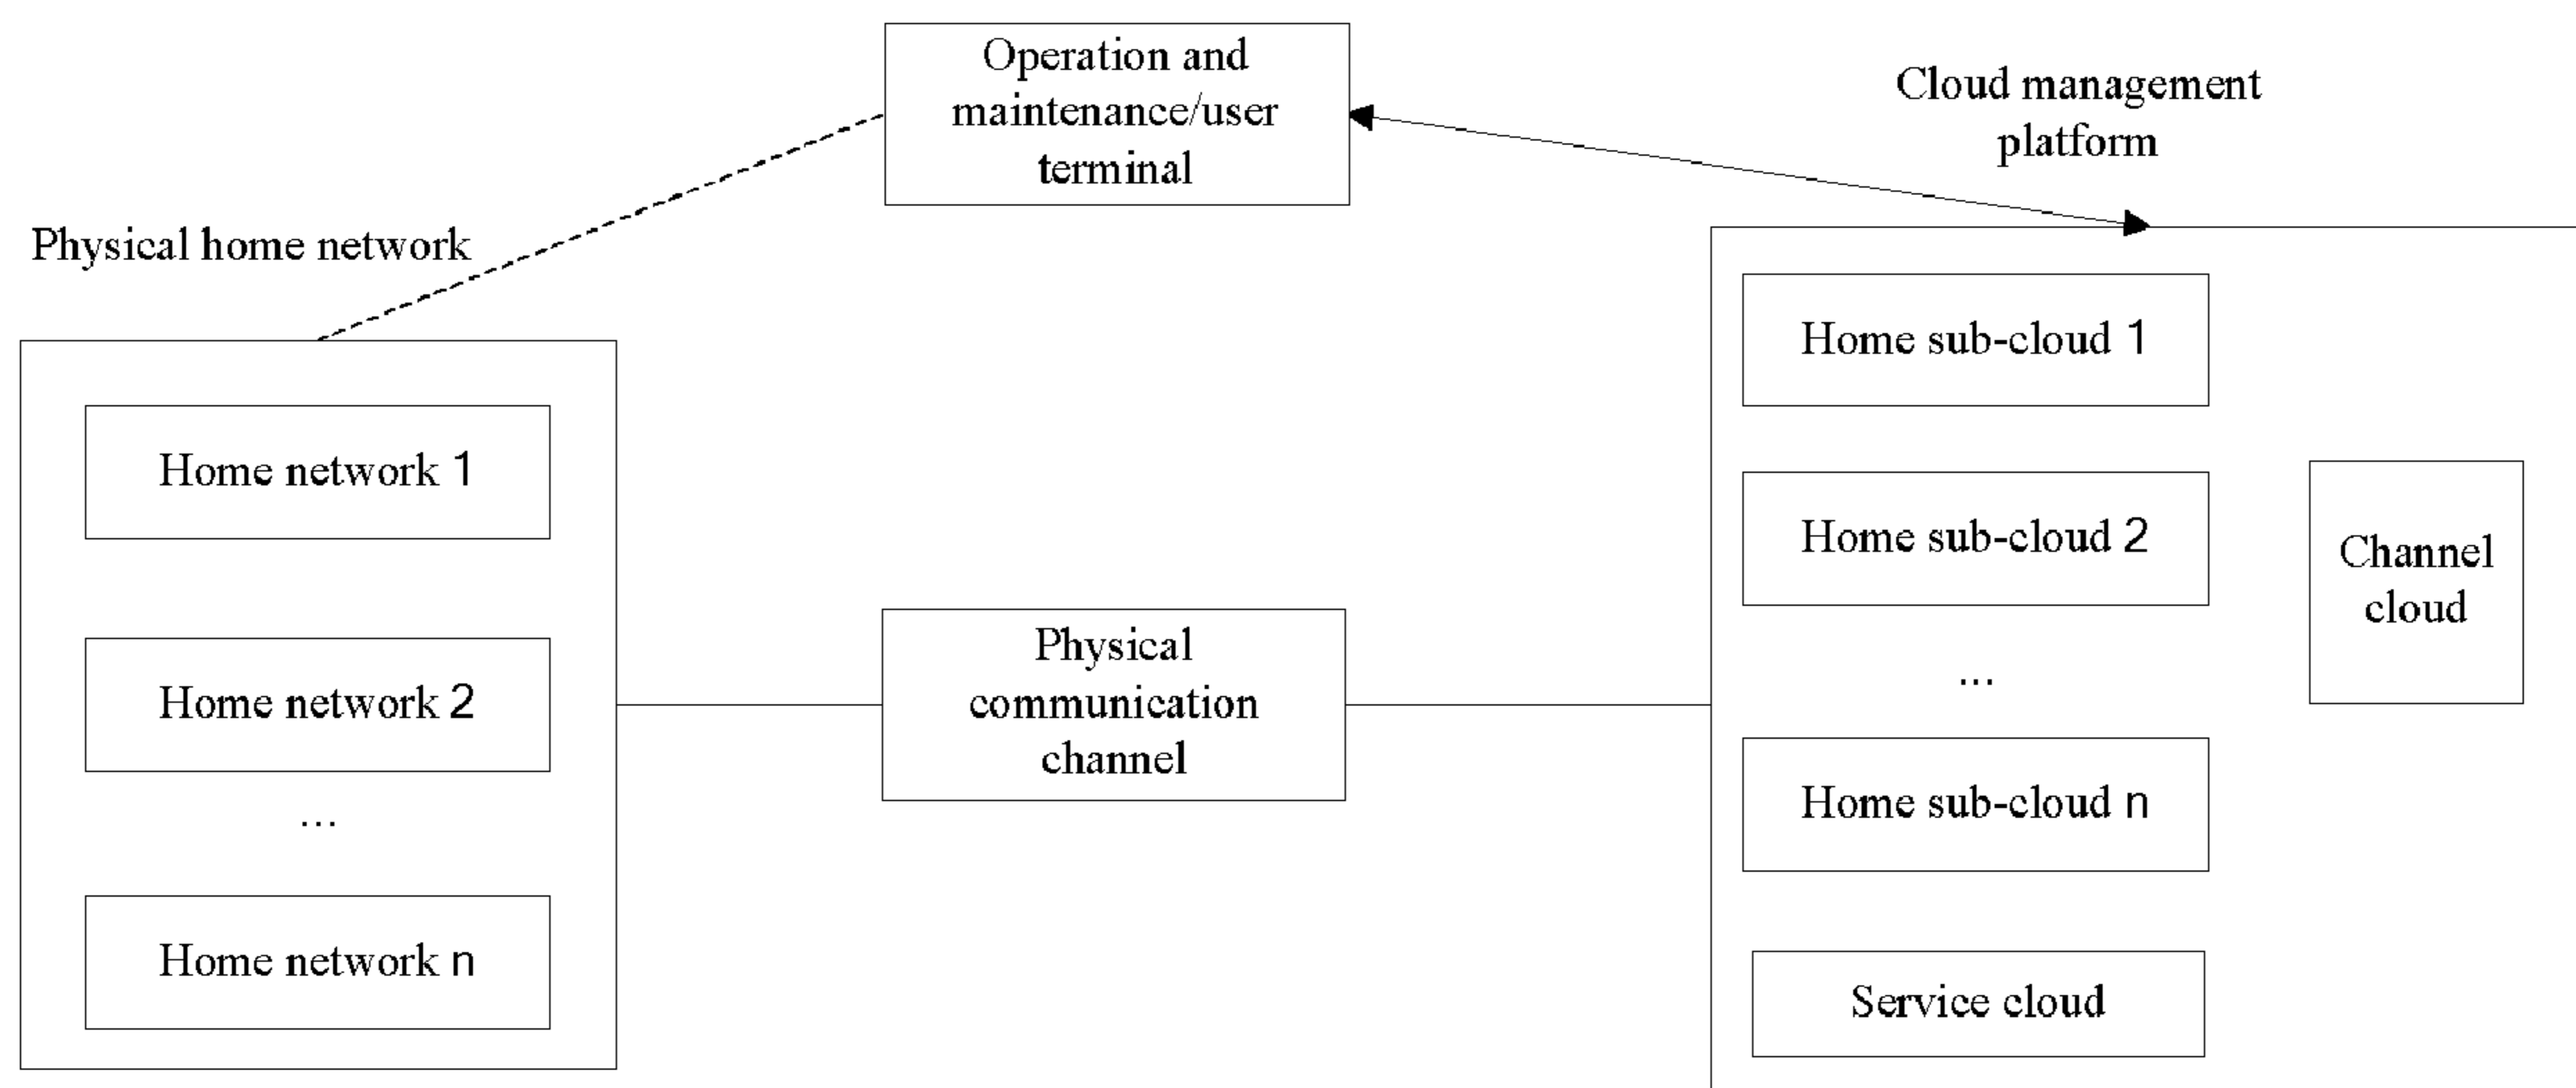 Operation and
maintenance/user
terminal
Cloud management
platform
Physical home network
Home network 1
Home network 2
...
Home network n
Physical
communication
channel
Home sub-cloud 1
Home sub-cloud 2
...
Home sub-cloud n
Service cloud
Channel
cloud